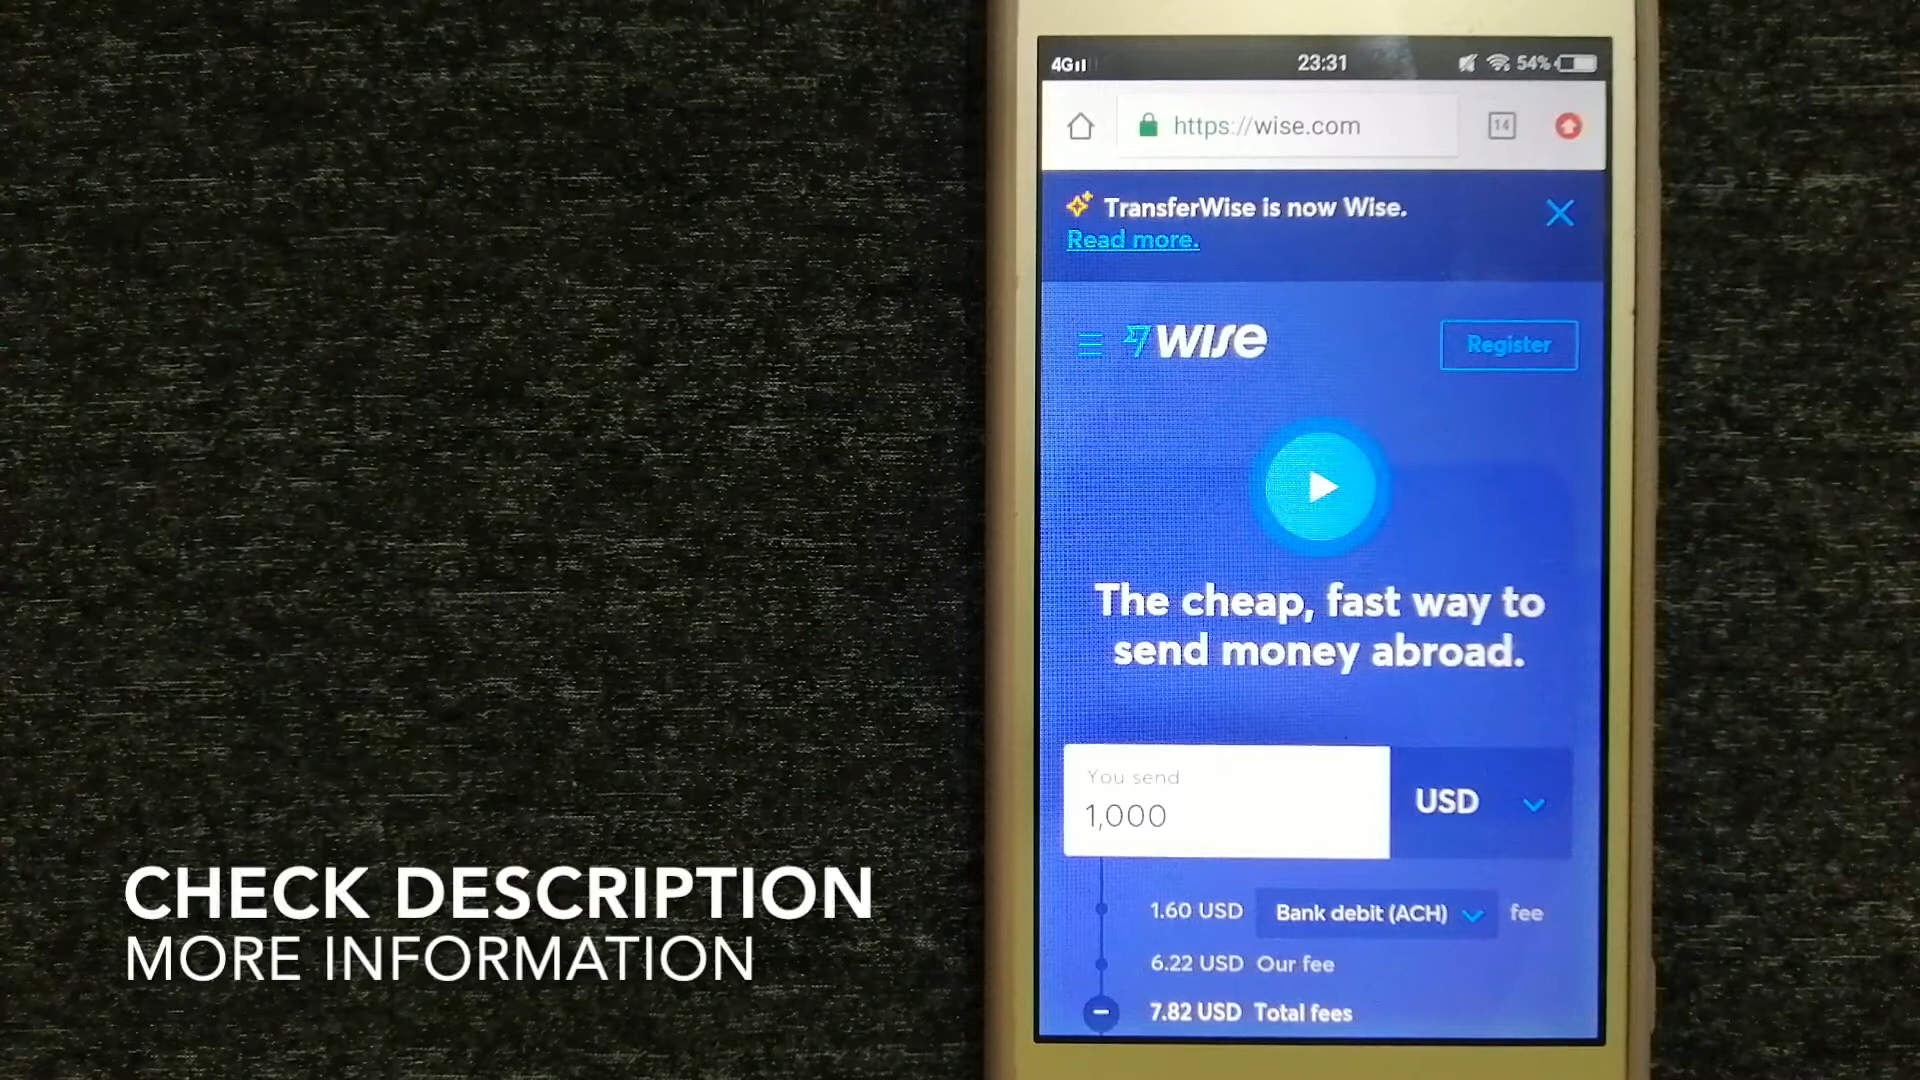 4G
23:31
54%
https://wise.com
14
TransferWise is now Wise.
Read more.
wise
Register
The cheap, fast way to
send money abroad.
You send
1,000
USD
1.60 USD Bank debit (ACH) fee
6.22 USD Our fee
7.82 USD Total fees
CHECK DESCRIPTION
MORE INFORMATION